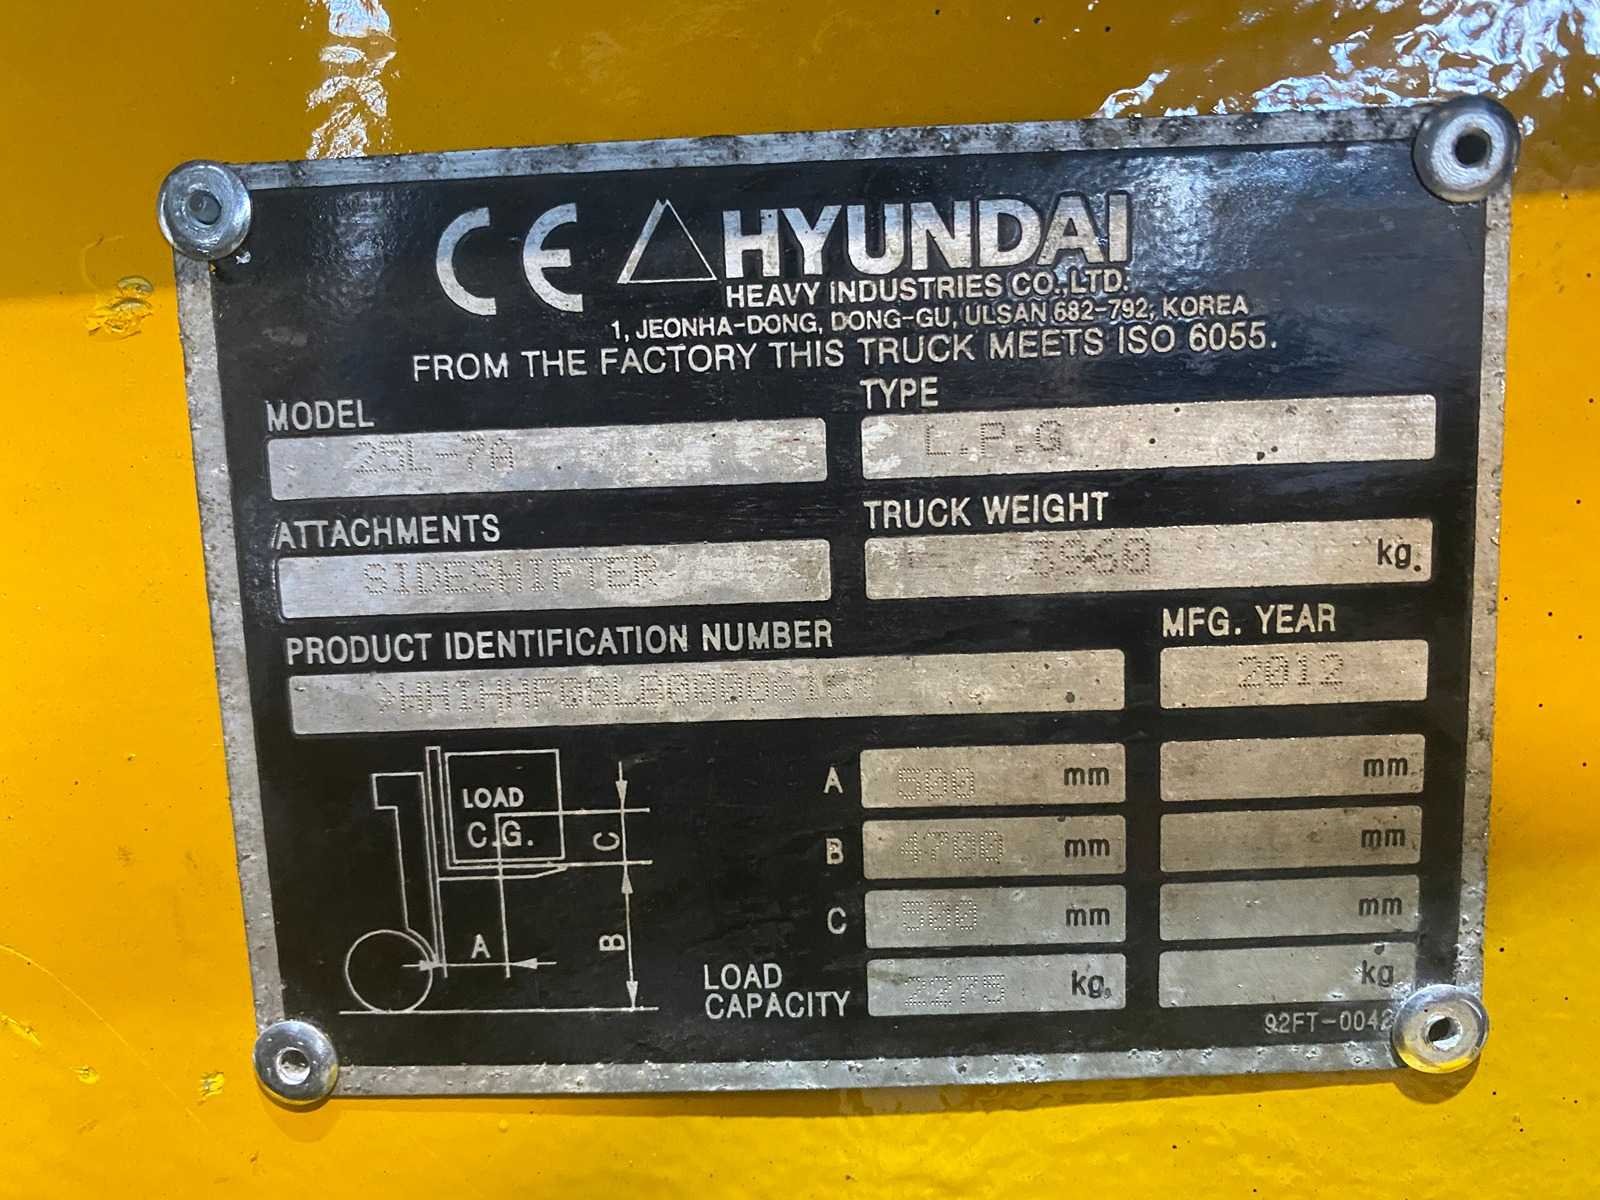 CE HYUNDAI
HEAVY INDUSTRIES CO.,LTD.
1, JEONHA-DONG, DONG-GU, ULSAN 682-792, KOREA
FROM THE FACTORY THIS TRUCK MEETS ISO 6055.
MODEL TYPE
25L-7A L.P.G
ATTACHMENTS TRUCK WEIGHT
SIDESHIFTER 3960 kg.
PRODUCT IDENTIFICATION NUMBER MFG. YEAR
2012
A 500 mm mm
LOAD
C.G.
C
B 4700 mm mm
A
B
C 500 mm mm
LOAD
CAPACITY 2275 kg. kg